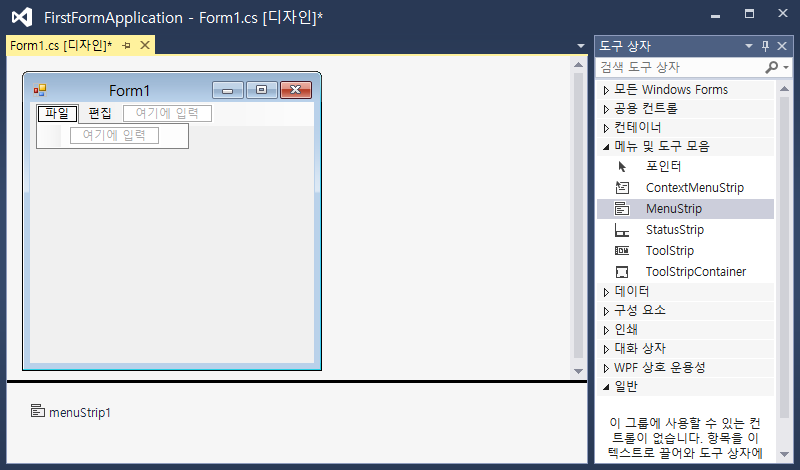 FirstFormApplication - Form1.cs [디자인]*
Form1.cs [디자인]*
Form1
파일 편집 여기에 입력
여기에 입력
menuStrip1
도구 상자
검색 도구 상자
모든 Windows Forms
공용 컨트롤
컨테이너
메뉴 및 도구 모음
포인터
ContextMenuStrip
MenuStrip
StatusStrip
ToolStrip
ToolStripContainer
데이터
구성 요소
인쇄
대화 상자
WPF 상호 운용성
일반
이 그룹에 사용할 수 있는 컨
트롤이 없습니다. 항목을 이
텍스트로 끌어와 도구 상자에